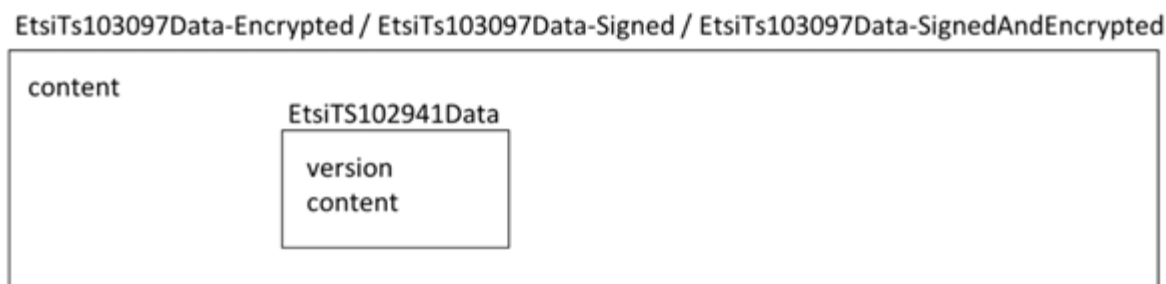 EtsiTs103097Data-Encrypted / EtsiTs103097Data-Signed / EtsiTs103097Data-SignedAndEncrypted
content
EtsiTS102941Data
version
content